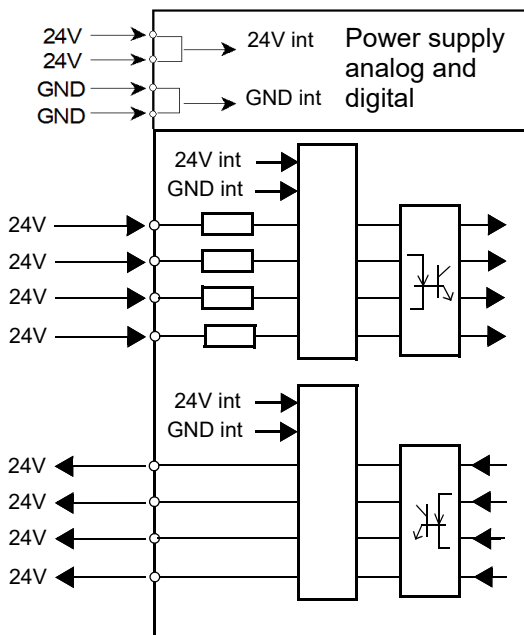 24V
24V
GND
GND
24V int
GND int
Power supply
analog and
digital
24V int
GND int
24V
24V
24V
24V
24V int
GND int
24V
24V
24V
24V